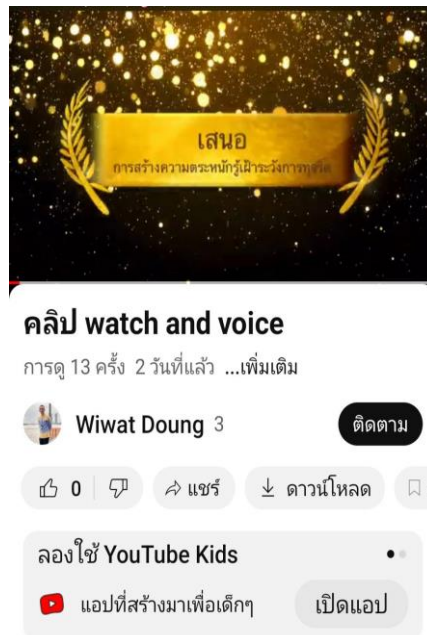 เสนอ
การสร้างความตระหนักรู้เฝ้าระวังการทุจริต
คลิป watch and voice
การดู 13 ครั้ง 2 วันที่แล้ว ...เพิ่มเติม
Wiwat Doung 3
ติดตาม
0 แชร์ ดาวน์โหลด
ลองใช้ YouTube Kids
แอปที่สร้างมาเพื่อเด็กๆ
เปิดแอป